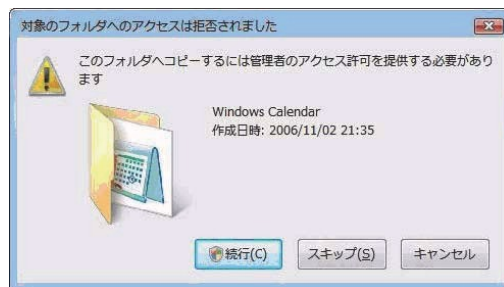 対象のフォルダへのアクセスは拒否されました
このフォルダへコピーするには管理者のアクセス許可を提供する必要があり
ます
Windows Calendar
作成日時: 2006/11/02 21:35
続行(C)
スキップ(S)
キャンセル